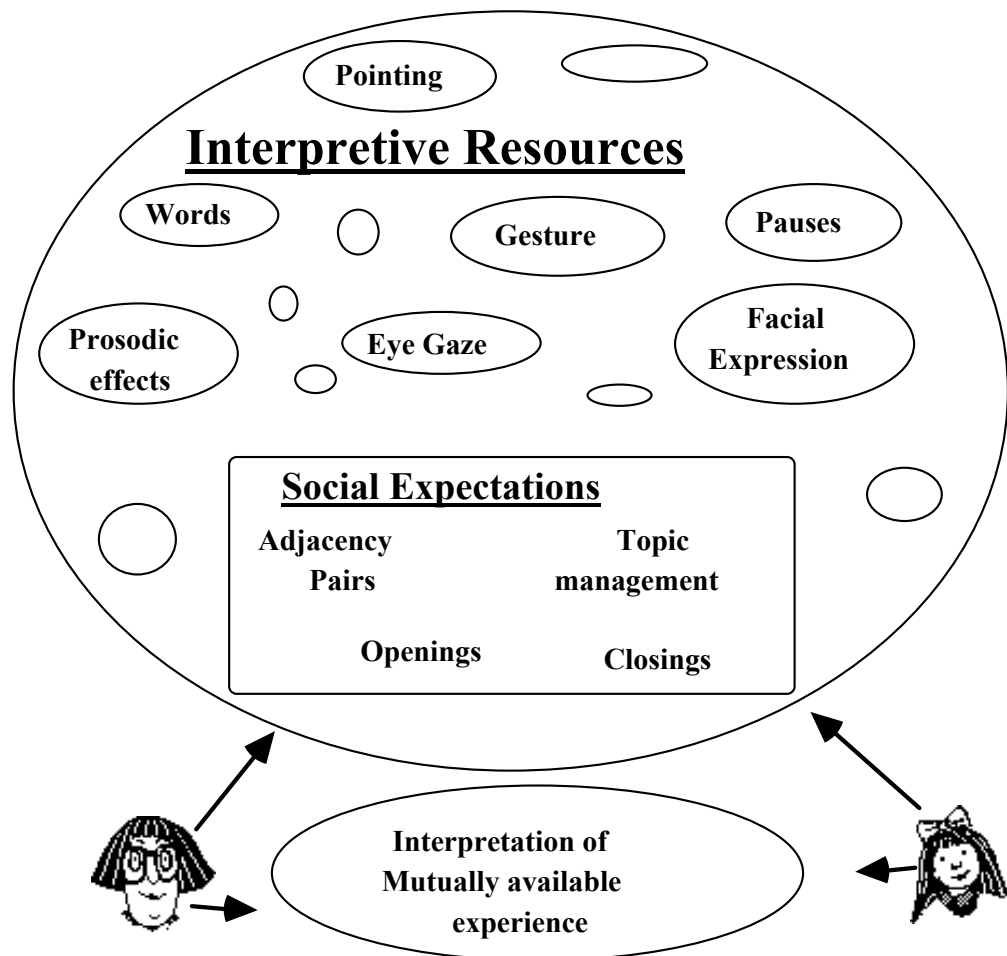 Pointing
Interpretive Resources
Words
Gesture
Pauses
Prosodic
effects
Eye Gaze
Facial
Expression
Social Expectations
Adjacency
Pairs
Topic
management
Openings
Closings
Interpretation of
Mutually available
experience